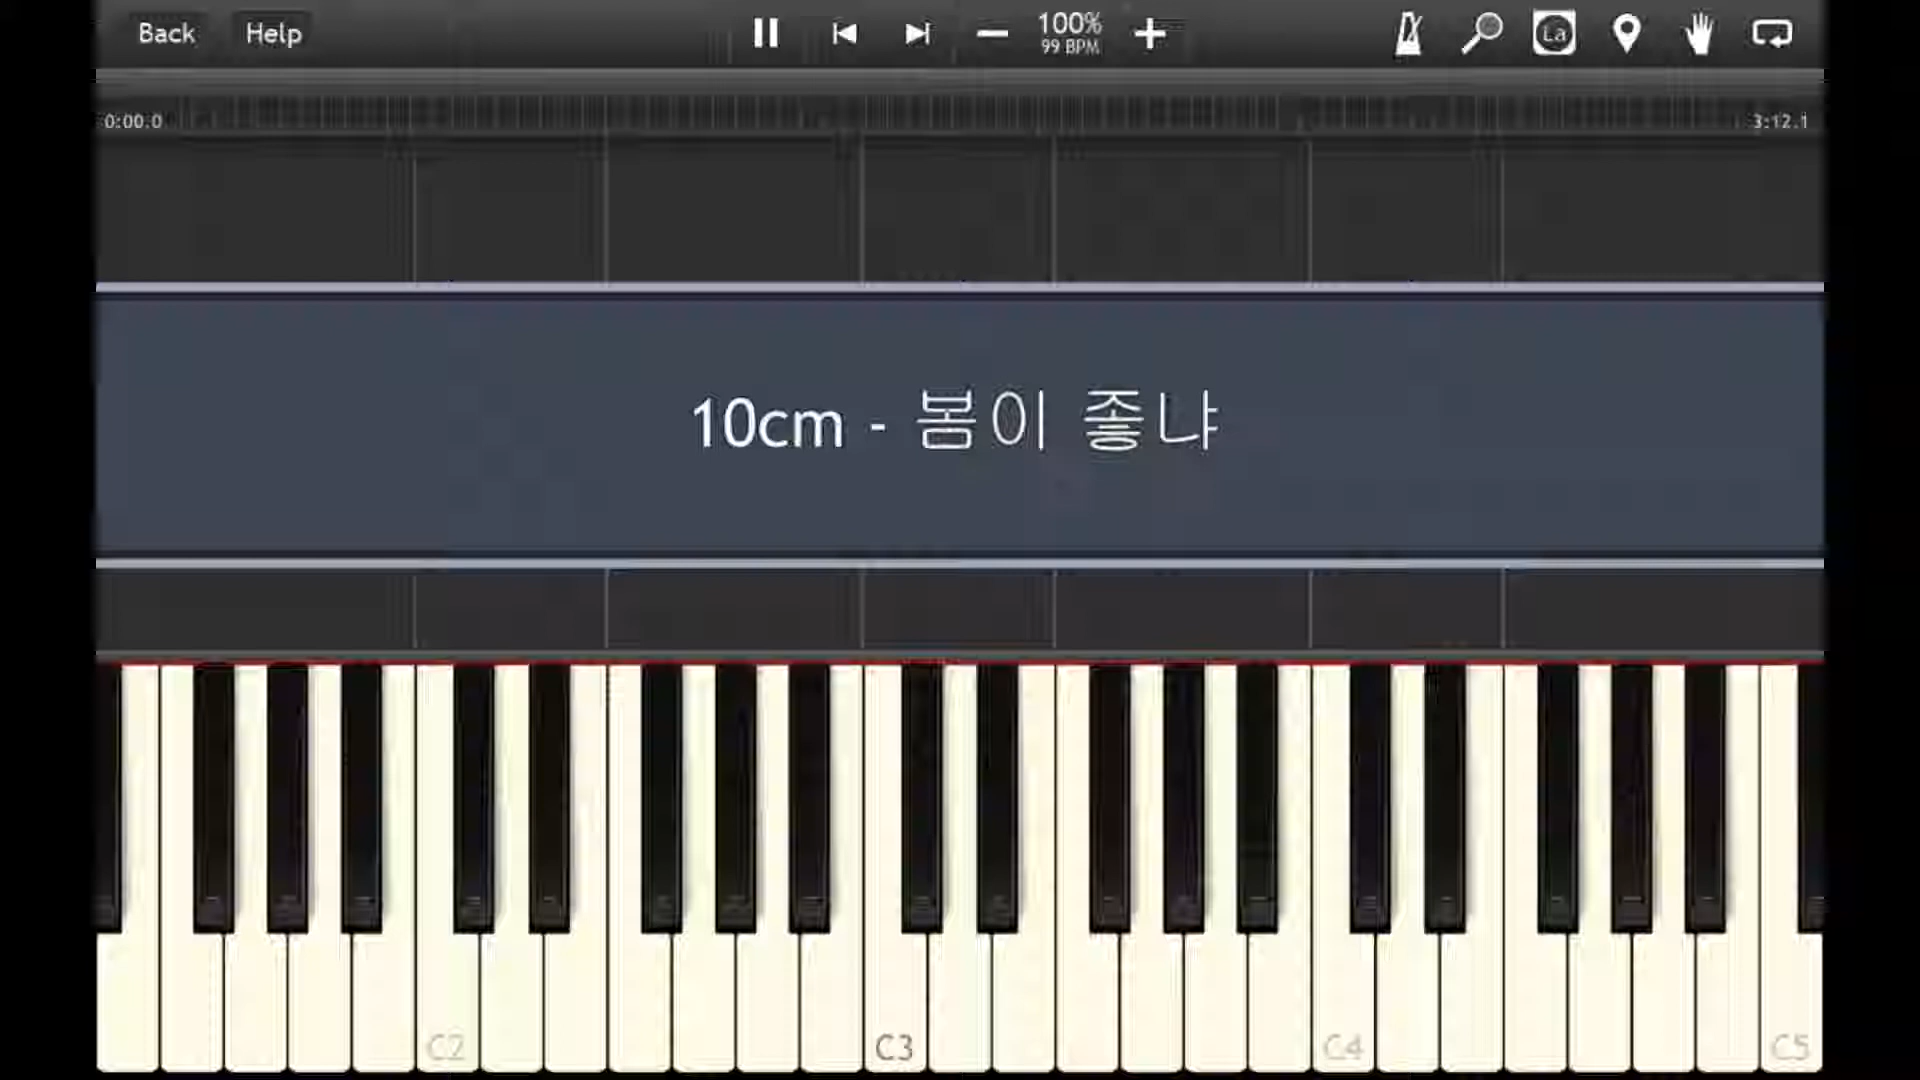 Back Help 100%
99 BPM
La
0:00.0 3:12.1
10cm - 봄이 좋냐
C2 C3 C4 C5